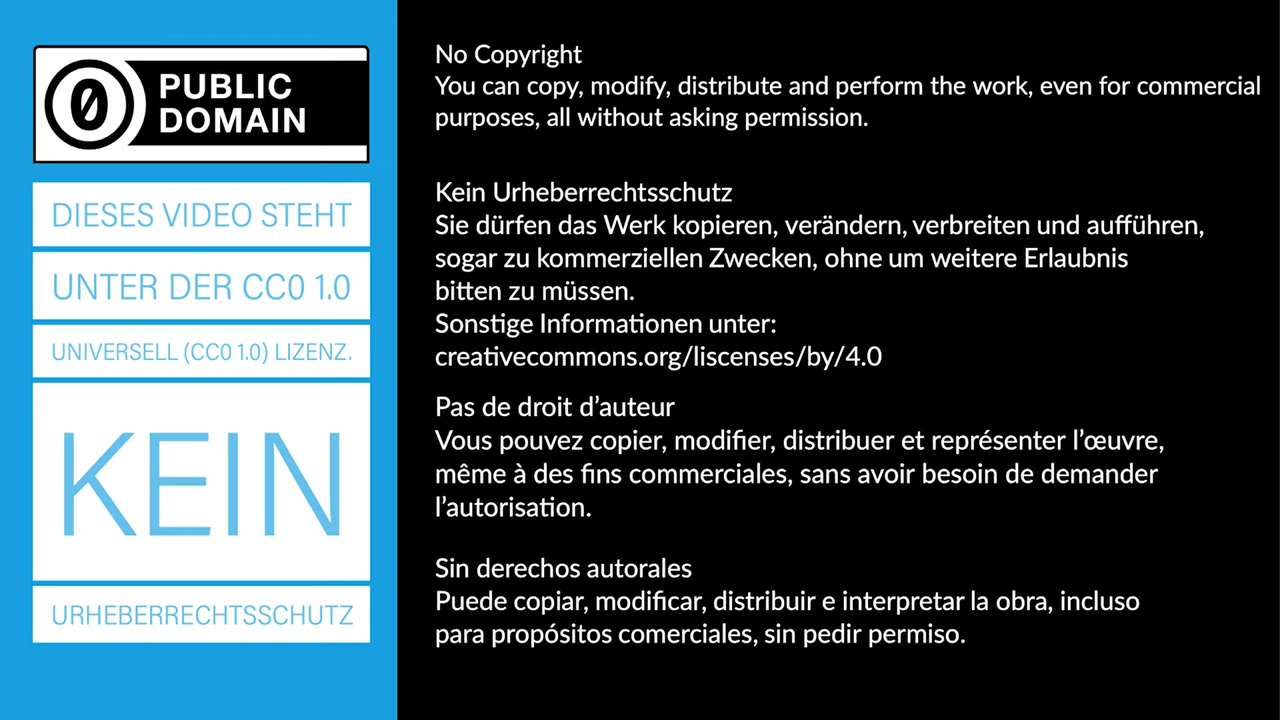 PUBLIC
DOMAIN
DIESES VIDEO STEHT
UNTER DER CC0 1.0
UNIVERSELL (CC0 1.0) LIZENZ.
KEIN
URHEBERRECHTSSCHUTZ
No Copyright
You can copy, modify, distribute and perform the work, even for commercial
purposes, all without asking permission.
Kein Urheberrechtsschutz
Sie dürfen das Werk kopieren, verändern, verbreiten und aufführen,
sogar zu kommerziellen Zwecken, ohne um weitere Erlaubnis
bitten zu müssen.
Sonstige Informationen unter:
creativecommons.org/liscenses/by/4.0
Pas de droit d’auteur
Vous pouvez copier, modifier, distribuer et représenter l’œuvre,
même à des fins commerciales, sans avoir besoin de demander
l’autorisation.
Sin derechos autorales
Puede copiar, modificar, distribuir e interpretar la obra, incluso
para propósitos comerciales, sin pedir permiso.